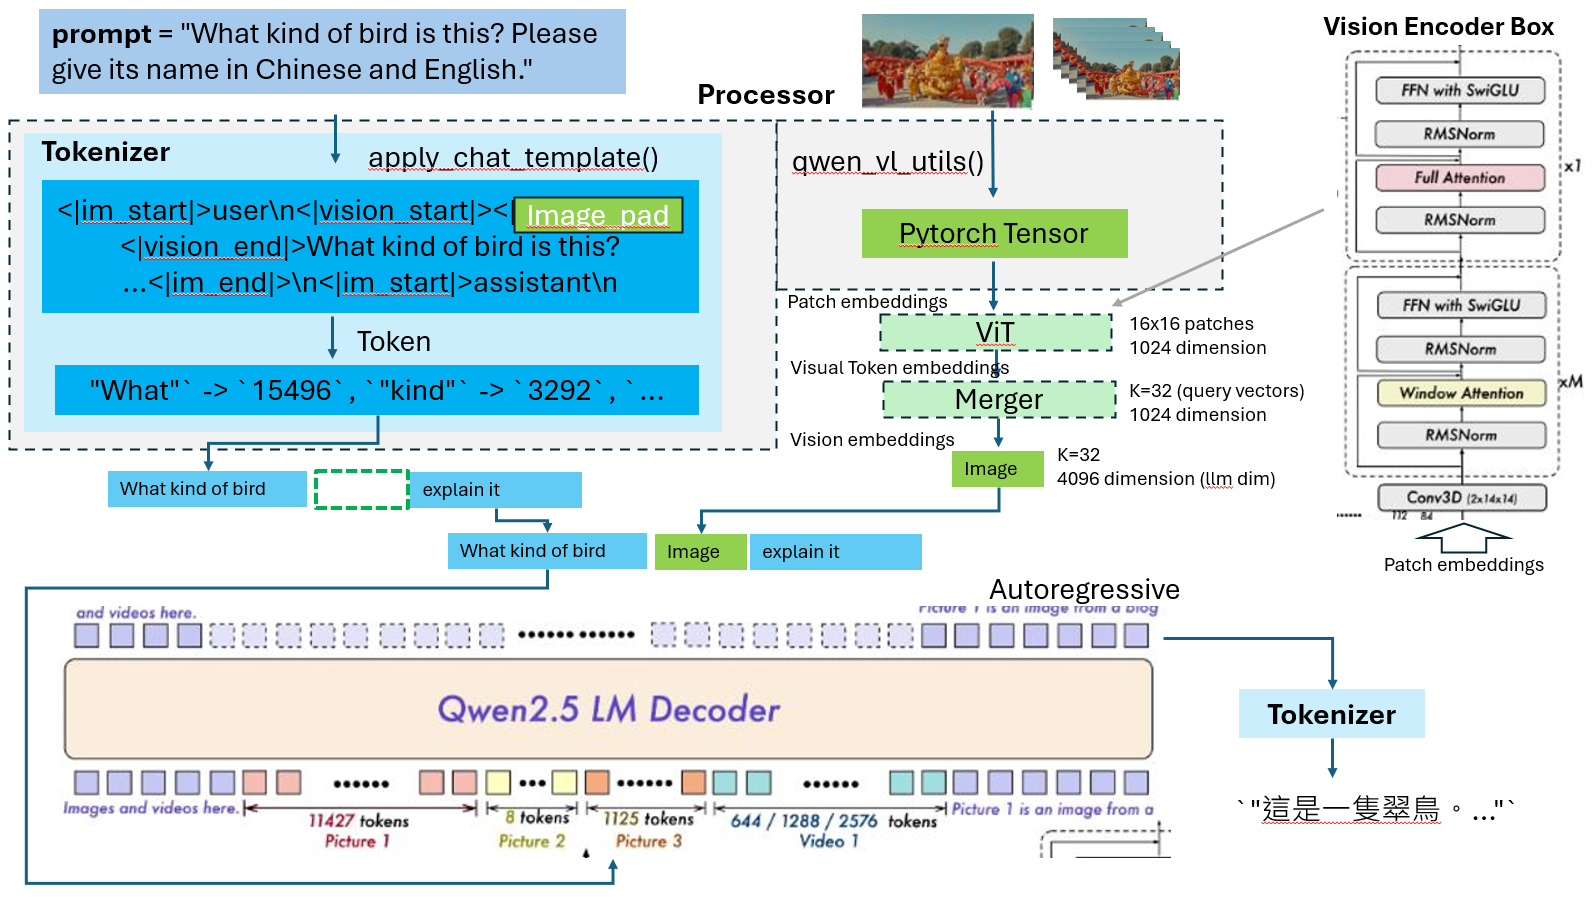 prompt = "What kind of bird is this? Please
give its name in Chinese and English."
Processor
Tokenizer
apply_chat_template()
<|im_start|>user\n<|vision_start|><|
Image_pad
<|vision_end|>What kind of bird is this?
...<|im_end|>\n<|im_start|>assistant\n
Token
"What"` -> `15496`, `"kind"` -> `3292`, `...
qwen_vl_utils()
Pytorch Tensor
Patch embeddings
ViT
16x16 patches
1024 dimension
Visual Token embeddings
Merger
K=32 (query vectors)
1024 dimension
Vision embeddings
Image
K=32
4096 dimension (llm dim)
What kind of bird
explain it
What kind of bird
Image
explain it
Vision Encoder Box
FFN with SwiGLU
RMSNorm
Full Attention
x1
RMSNorm
FFN with SwiGLU
RMSNorm
Window Attention
xM
RMSNorm
Conv3D (2x14x14)
112 84
Patch embeddings
Autoregressive
and videos here.
Picture 1 is an image from a blog
Qwen2.5 LM Decoder
Images and videos here.
11427 tokens
Picture 1
8 tokens
Picture 2
1125 tokens
Picture 3
644 / 1288 / 2576 tokens
Video 1
Picture 1 is an image from a
Tokenizer
`"這是一隻翠鳥。..."`